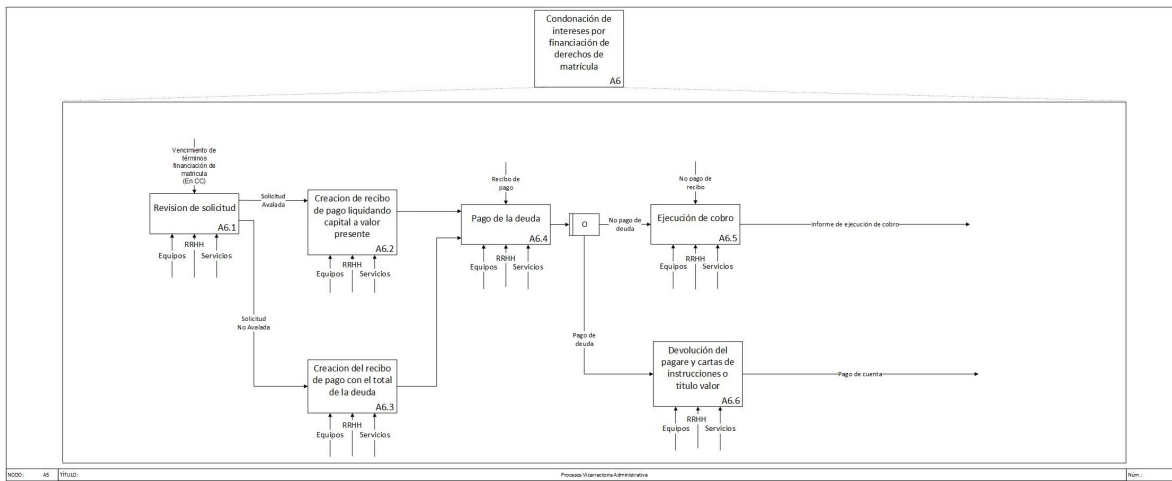 Condonación de
intereses por
financiación de
derechos de
matrícula
A6
Vencimiento de
términos
financiación de
matricula
(En CC)
Revision de solicitud
A6.1
Equipos
RRHH
Servicios
Solicitud
Avalada
Solicitud
No Avalada
Creacion de recibo
de pago liquidando
capital a valor
presente
A6.2
Equipos
RRHH
Servicios
Creacion del recibo
de pago con el total
de la deuda
A6.3
Equipos
RRHH
Servicios
Recibo de
pago
Pago de la deuda
A6.4
Equipos
RRHH
Servicios
O
No pago de
deuda
Pago de
deuda
No pago de
recibo
Ejecución de cobro
A6.5
Equipos
RRHH
Servicios
Informe de ejecución de cobro
Devolución del
pagare y cartas de
instrucciones o
titulo valor
A6.6
Equipos
RRHH
Servicios
Pago de cuenta
NODO: A5 TÍTULO: Procesos Vicerrectoria Administrativa Núm.: